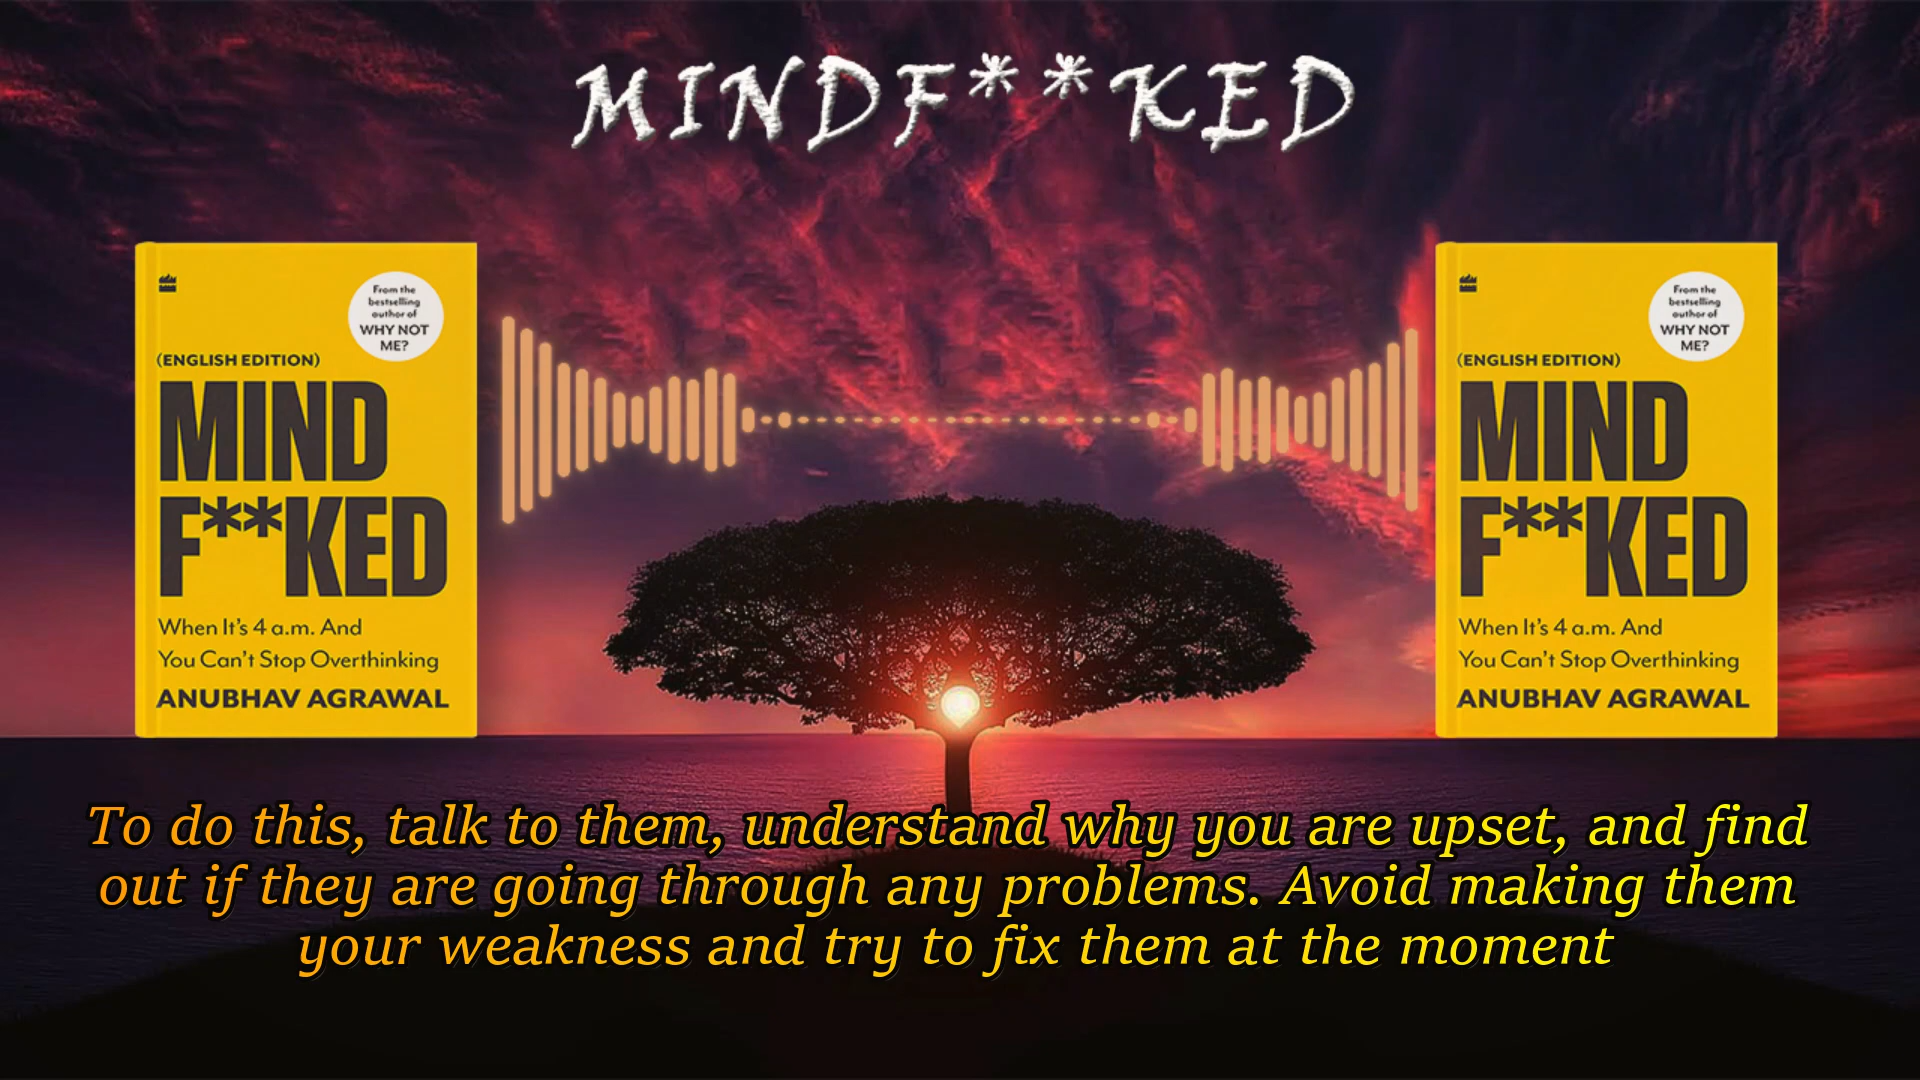 MINDF**KED
From the
bestselling
author of
WHY NOT
ME?
(ENGLISH EDITION)
MIND
F**KED
When It's 4 a.m. And
You Can't Stop Overthinking
ANUBHAV AGRAWAL
From the
bestselling
author of
WHY NOT
ME?
(ENGLISH EDITION)
MIND
F**KED
When It's 4 a.m. And
You Can't Stop Overthinking
ANUBHAV AGRAWAL
To do this, talk to them, understand why you are upset, and find
out if they are going through any problems. Avoid making them
your weakness and try to fix them at the moment